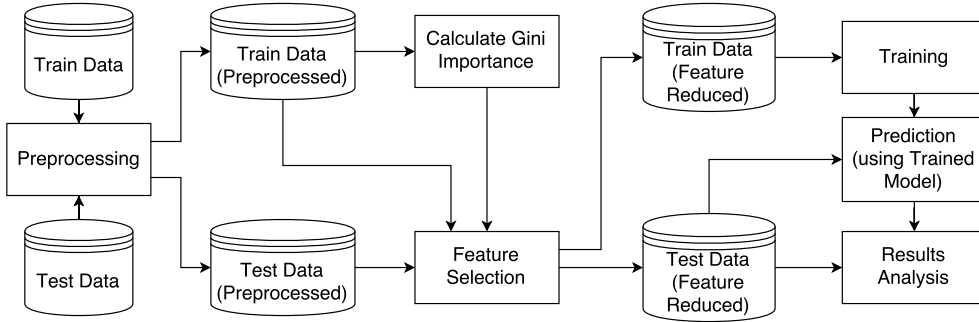 Train Data
Train Data
(Preprocessed)
Calculate Gini
Importance
Train Data
(Feature
Reduced)
Training
Preprocessing
Prediction
(using Trained
Model)
Test Data
Test Data
(Preprocessed)
Feature
Selection
Test Data
(Feature
Reduced)
Results
Analysis